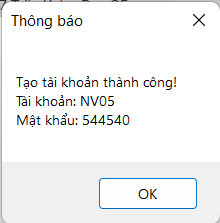 Thông báo
Tạo tài khoản thành công!
Tài khoản: NV05
Mật khẩu: 544540
OK